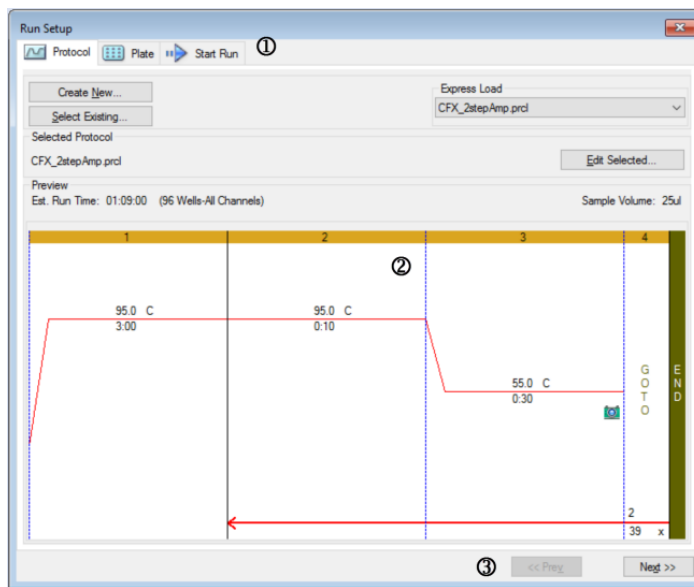 Run Setup
Protocol Plate Start Run ①
Create New...
Select Existing...
Express Load
CFX_2stepAmp.prcl
Selected Protocol
CFX_2stepAmp.prcl
Edit Selected...
Preview
Est. Run Time: 01:09:00 (96 Wells-All Channels) Sample Volume: 25ul
1 2 3 4
②
95.0 C 95.0 C
3:00 0:10
55.0 C
0:30
GOTO
END
2
39 x
③ << Prev Next >>